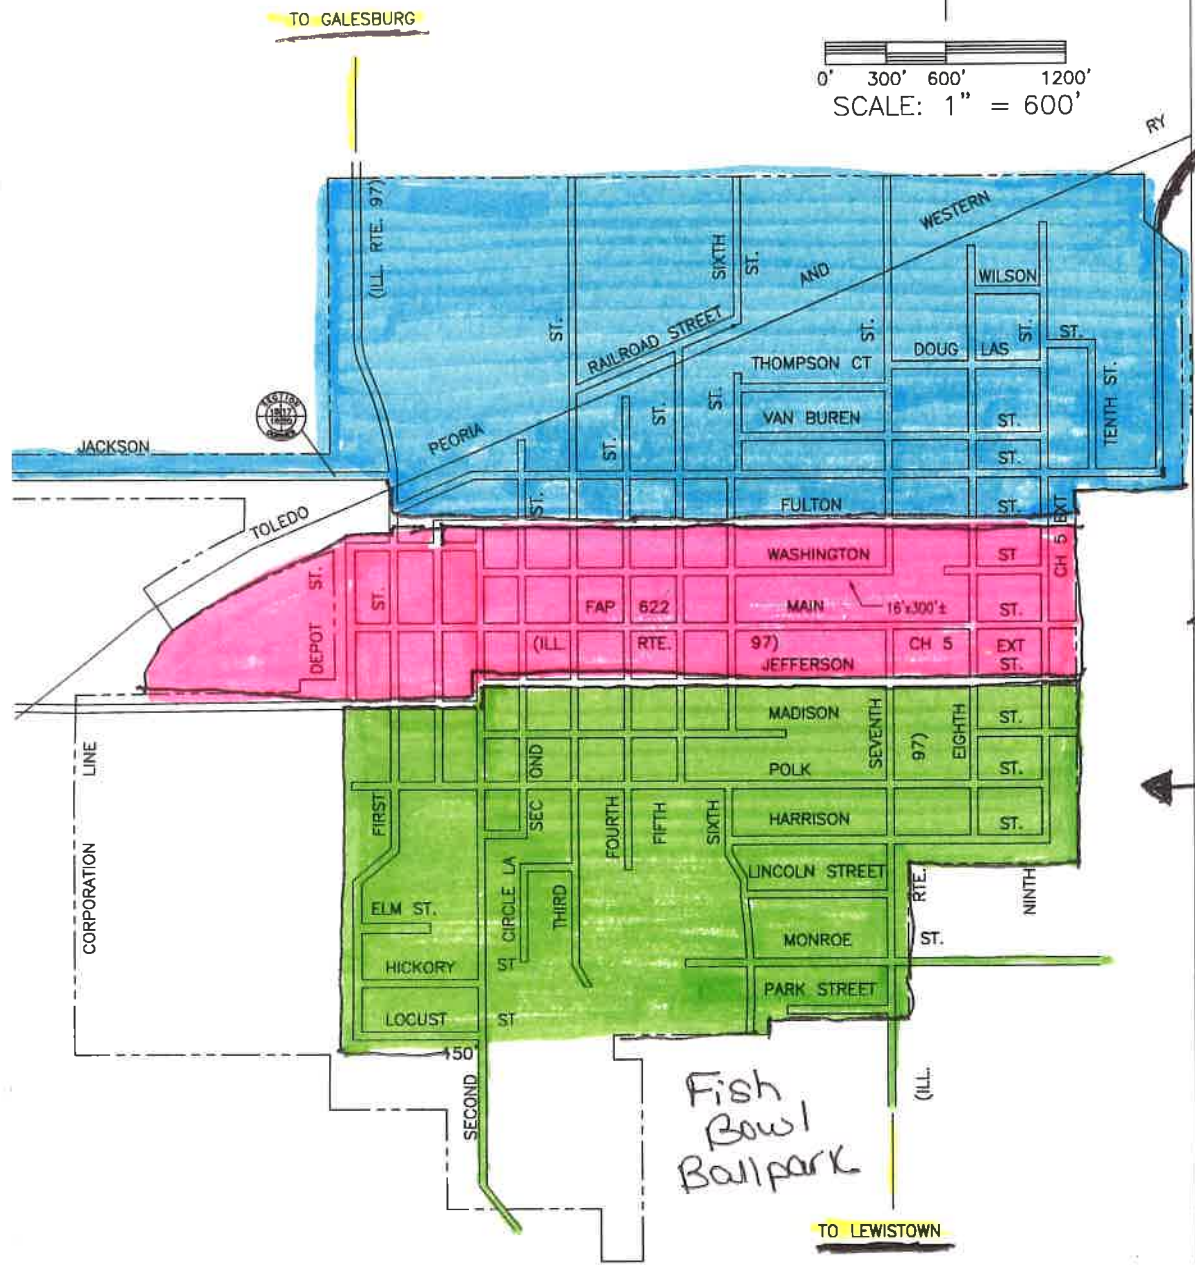 TO GALESBURG
0' 300' 600' 1200'
SCALE: 1" = 600'
RY
(ILL RTE. 97)
SIXTH
ST.
WESTERN
AND
WILSON
ST.
RAILROAD STREET
ST.
ST.
ST.
THOMPSON CT
DOUG LAS
TENTH ST.
ST.
ST.
ST.
VAN BUREN
ST.
PEORIA
JACKSON
ST.
SECTION
TOLEDO
ST.
FULTON
ST.
CH 5 EXT
WASHINGTON
ST
ST.
ST.
FAP 622
MAIN
16'x300'±
ST.
DEPOT
(ILL RTE. 97)
CH 5 EXT
JEFFERSON
ST.
MADISON
ST.
SEVENTH
97)
EIGHTH
LINE
OND
POLK
ST.
FIRST
SEC
FOURTH
FIFTH
SIXTH
HARRISON
ST.
CORPORATION
CIRCLE LA
THIRD
LINCOLN STREET
RTE.
NINTH
ELM ST.
MONROE
ST.
HICKORY
ST
PARK STREET
LOCUST
ST
50'
SECOND
(ILL.
Fish
Bowl
Ballpark
TO LEWISTOWN